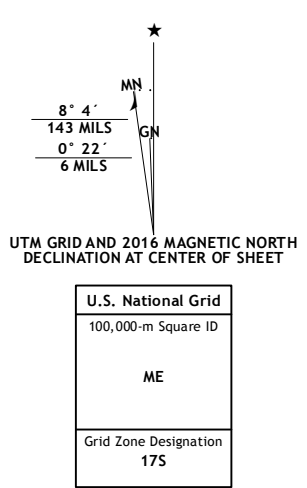 ★
MN
8° 4´
143 MILS
GN
0° 22´
6 MILS
UTM GRID AND 2016 MAGNETIC NORTH
DECLINATION AT CENTER OF SHEET
U.S. National Grid
100,000-m Square ID
ME
Grid Zone Designation
17S